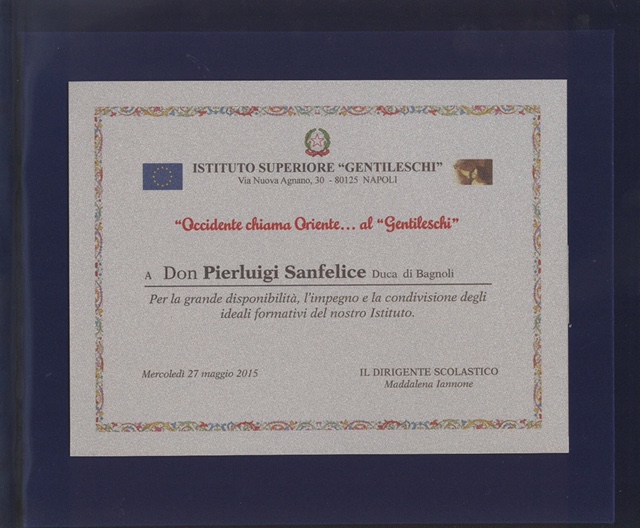 ISTITUTO SUPERIORE “GENTILESCHI”
Via Nuova Agnano, 30 - 80125 NAPOLI
“Occidente chiama Oriente... al “Gentileschi”
A Don Pierluigi Sanfelice Duca di Bagnoli
Per la grande disponibilità, l'impegno e la condivisione degli
ideali formativi del nostro Istituto.
Mercoledì 27 maggio 2015
IL DIRIGENTE SCOLASTICO
Maddalena Iannone